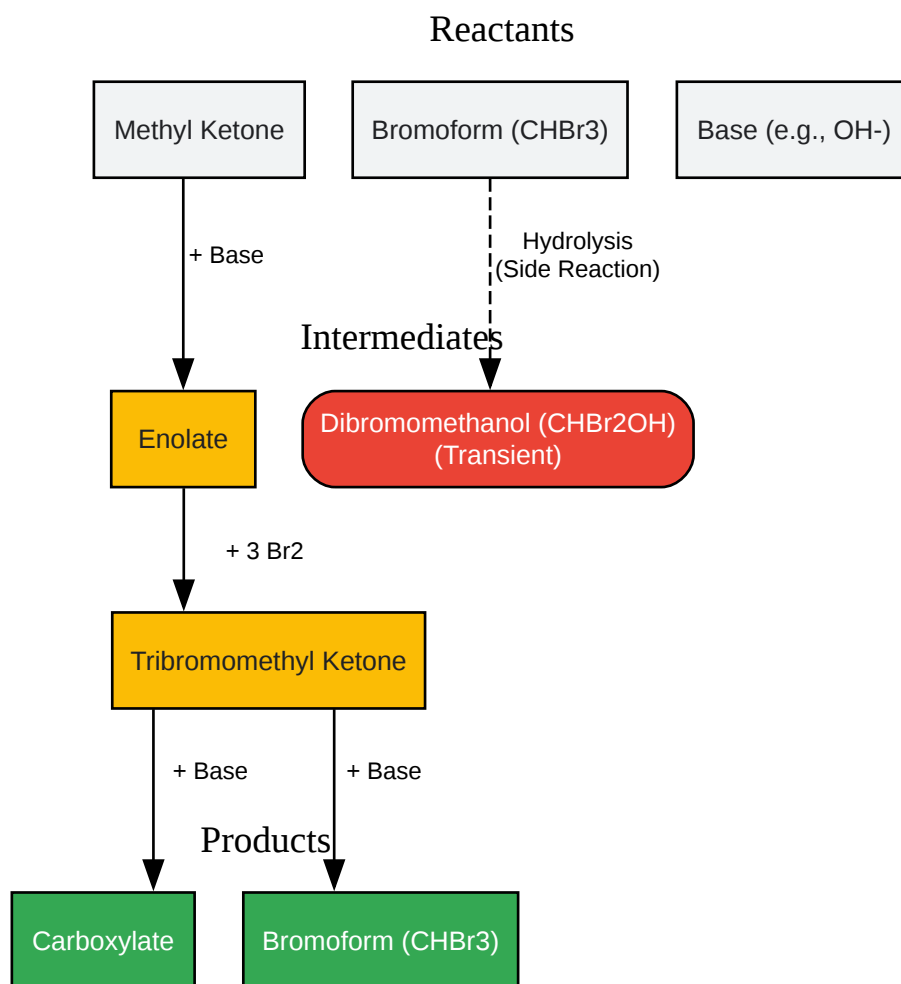 Reactants
Methyl Ketone
Bromoform (CHBr3)
Base (e.g., OH-)
+ Base
Hydrolysis
(Side Reaction)
Intermediates
Enolate
Dibromomethanol (CHBr2OH)
(Transient)
+ 3 Br2
Tribromomethyl Ketone
+ Base
+ Base
Products
Carboxylate
Bromoform (CHBr3)